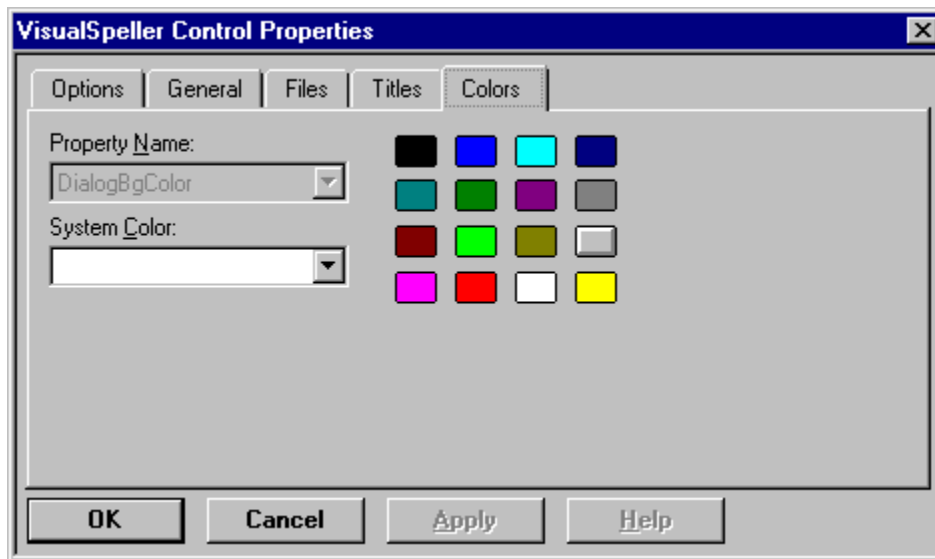 VisualSpeller Control Properties
Options General Files Titles Colors
Property Name:
DialogBgColor
System Color:
OK Cancel Apply Help